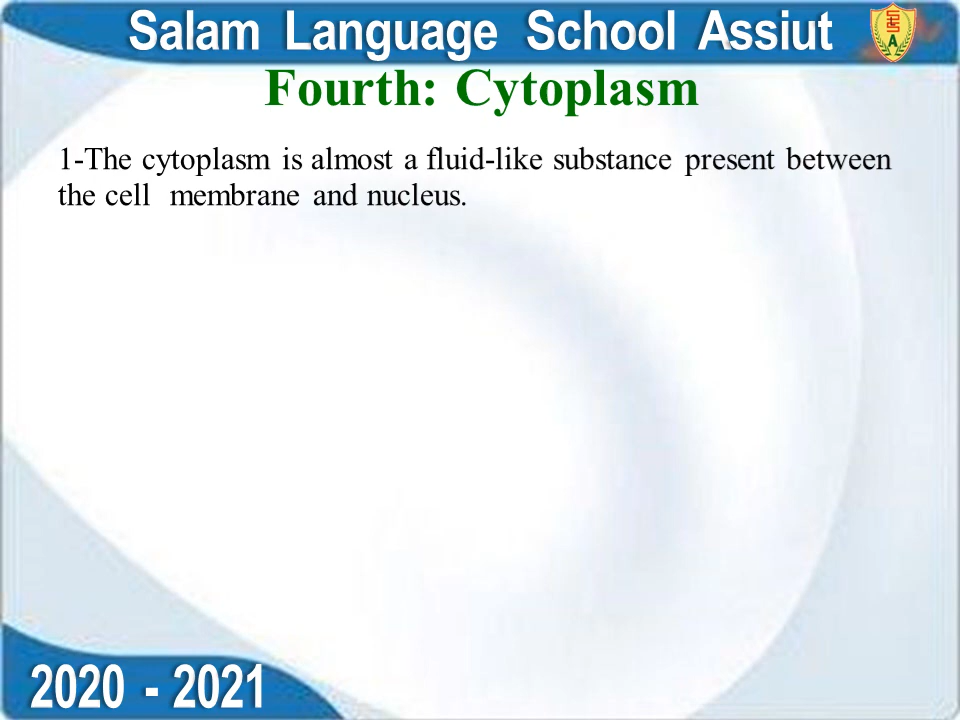 Salam Language School Assiut
Fourth: Cytoplasm
1-The cytoplasm is almost a fluid-like substance present between
the cell membrane and nucleus.
2020 - 2021